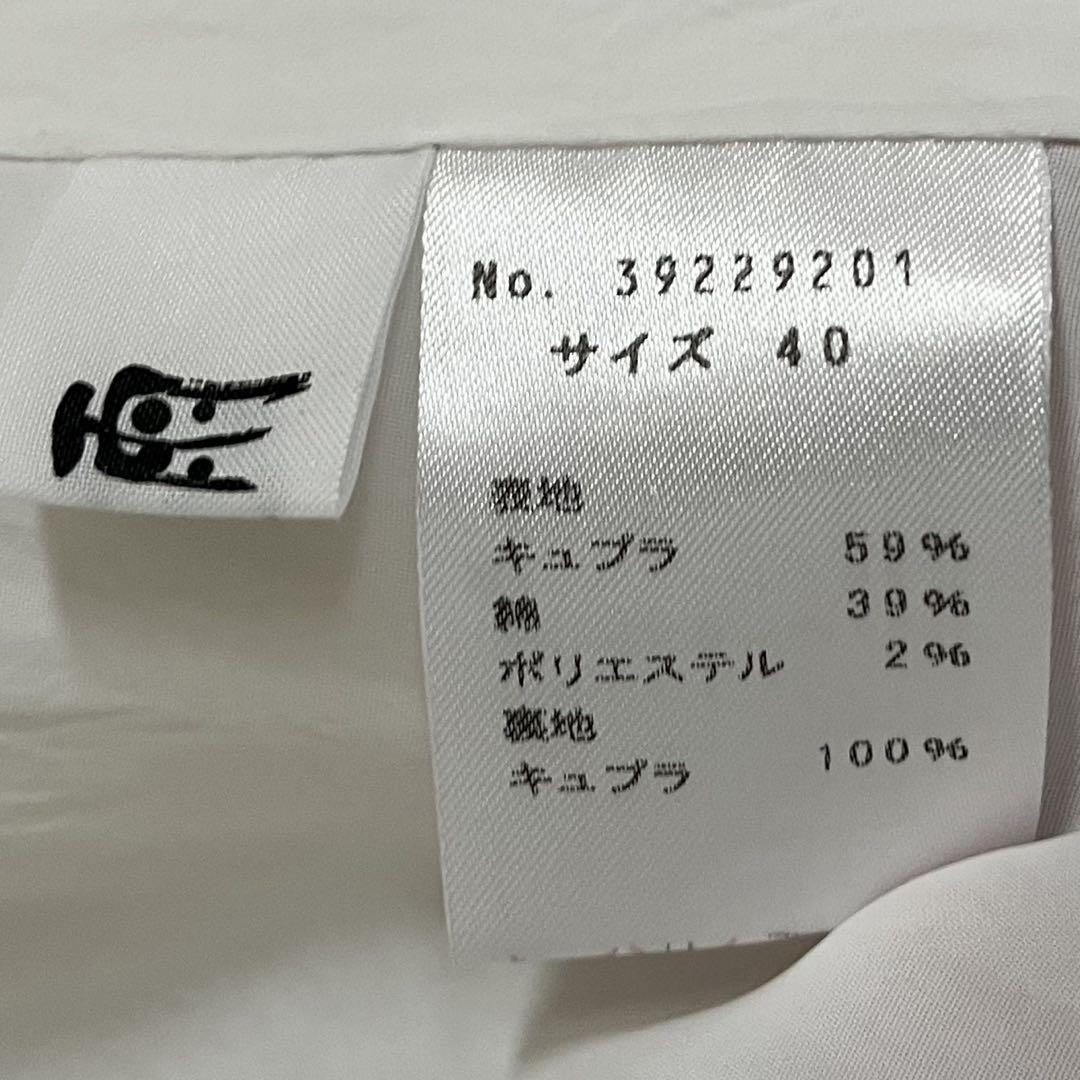 No. 39229201
サイズ 40
表地
キュプラ 59%
綿 39%
ポリエステル 2%
裏地
キュプラ 100%